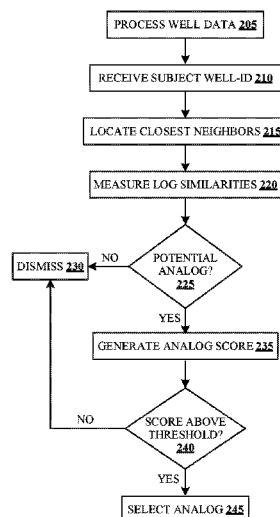 PROCESS WELL DATA 205
RECEIVE SUBJECT WELL-ID 210
LOCATE CLOSEST NEIGHBORS 215
MEASURE LOG SIMILARITIES 220
POTENTIAL
ANALOG?
225
NO
DISMISS 230
YES
GENERATE ANALOG SCORE 235
SCORE ABOVE
THRESHOLD?
240
NO
YES
SELECT ANALOG 245